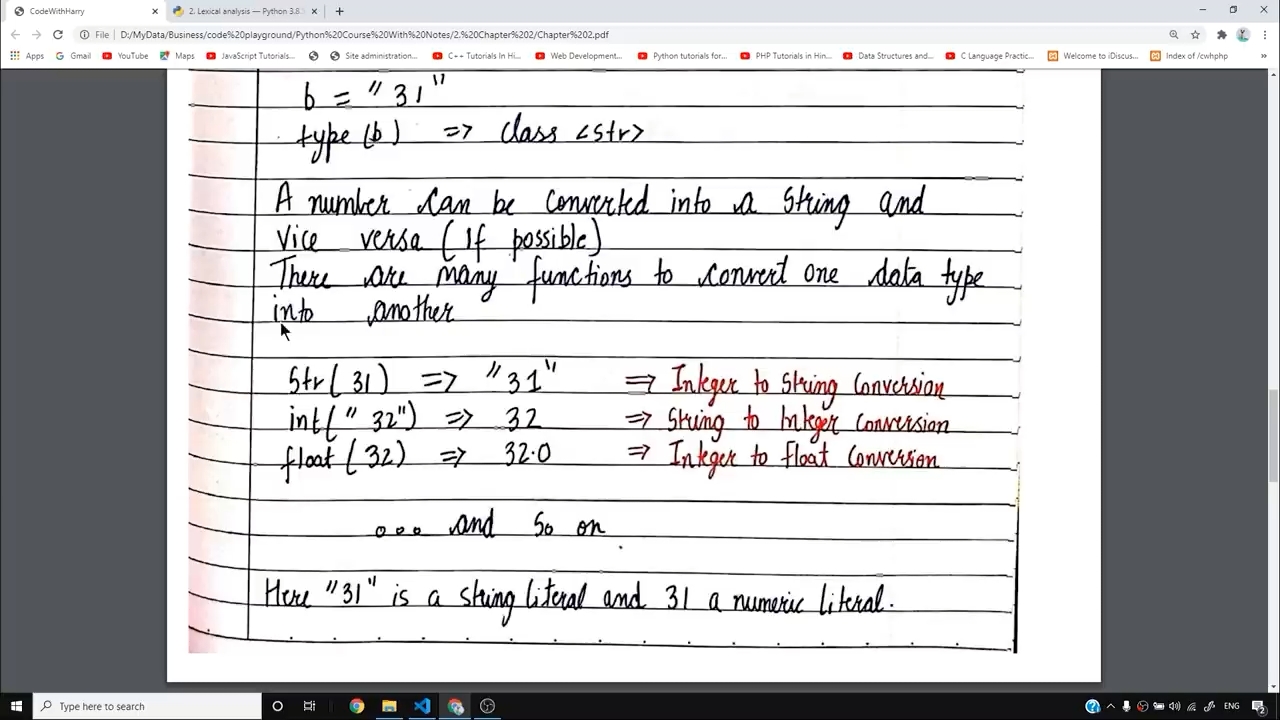 CodeWithHarry
2. Lexical analysis — Python 3.8
File | D:/MyData/Business/code%20playground/Python%20Course%20With%20Notes/2.%20Chapter%202/Chapter%202.pdf
Apps Gmail YouTube Maps JavaScript Tutorials... Site administration... C++ Tutorials In Hi... Web Development... Python tutorials for... PHP Tutorials in Hin... Data Structures and... C Language Practic... Welcome to iDiscus... Index of /cwhphp »
b = "31"
type (b) => class <str>
A number can be converted into a string and
vice versa (If possible)
There are many functions to convert one data type
into another
Str( 31) => "31" => Integer to String Conversion
int( "32") => 32 => String to Integer Conversion
float (32) => 32.0 => Integer to float Conversion
ooo and so on
Here "31" is a string literal and 31 a numeric literal.
Type here to search
ENG
2